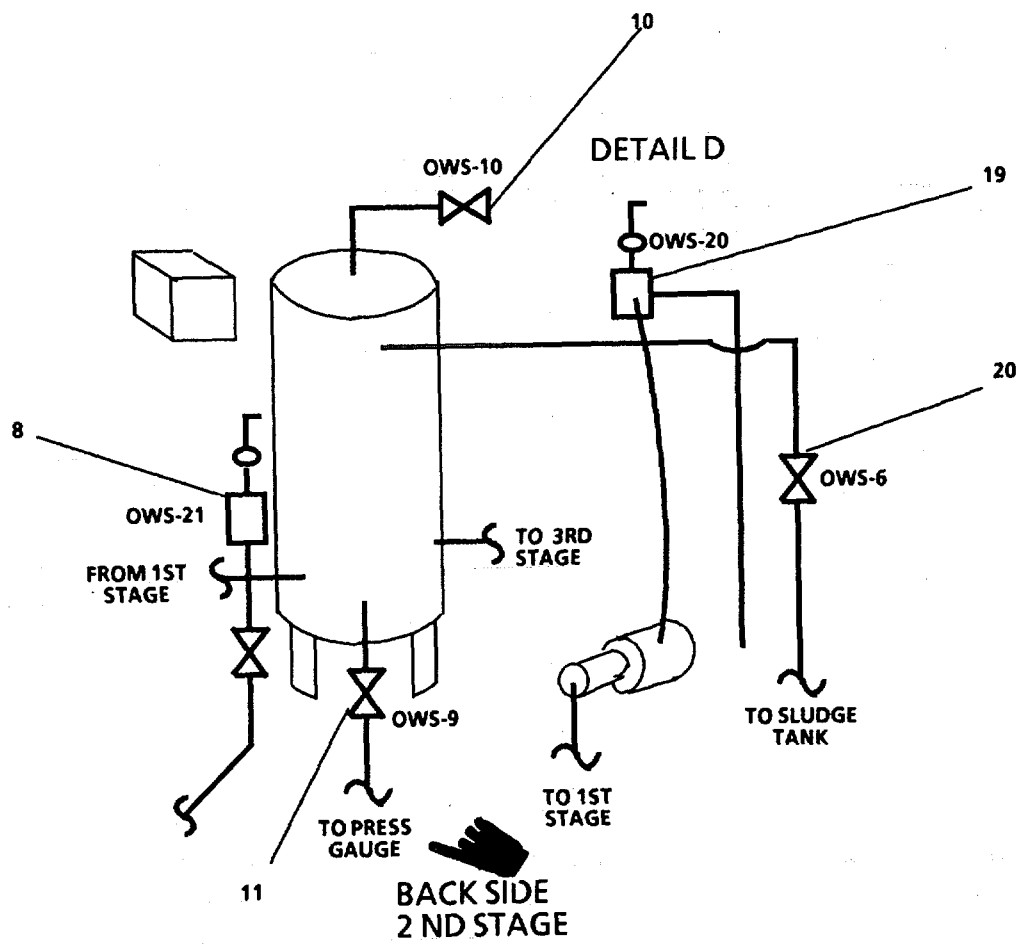 10
DETAIL D
OWS-10
19
OWS-20
20
8
OWS-6
OWS-21
TO 3RD
STAGE
FROM 1ST
STAGE
OWS-9
TO SLUDGE
TANK
TO 1ST
STAGE
TO PRESS
GAUGE
11
BACK SIDE
2 ND STAGE